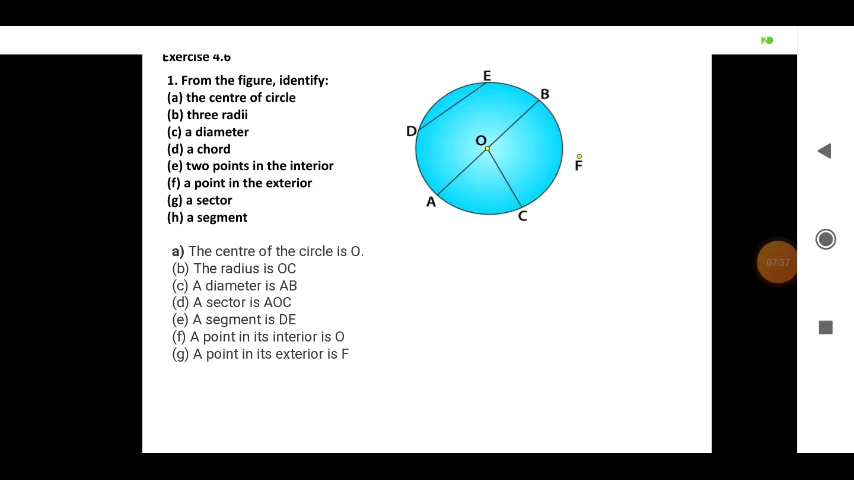 Exercise 4.6
1. From the figure, identify:
(a) the centre of circle
(b) three radii
(c) a diameter
(d) a chord
(e) two points in the interior
(f) a point in the exterior
(g) a sector
(h) a segment
E
B
D
O
F
A
C
a) The centre of the circle is O.
(b) The radius is OC
(c) A diameter is AB
(d) A sector is AOC
(e) A segment is DE
(f) A point in its interior is O
(g) A point in its exterior is F
07:37